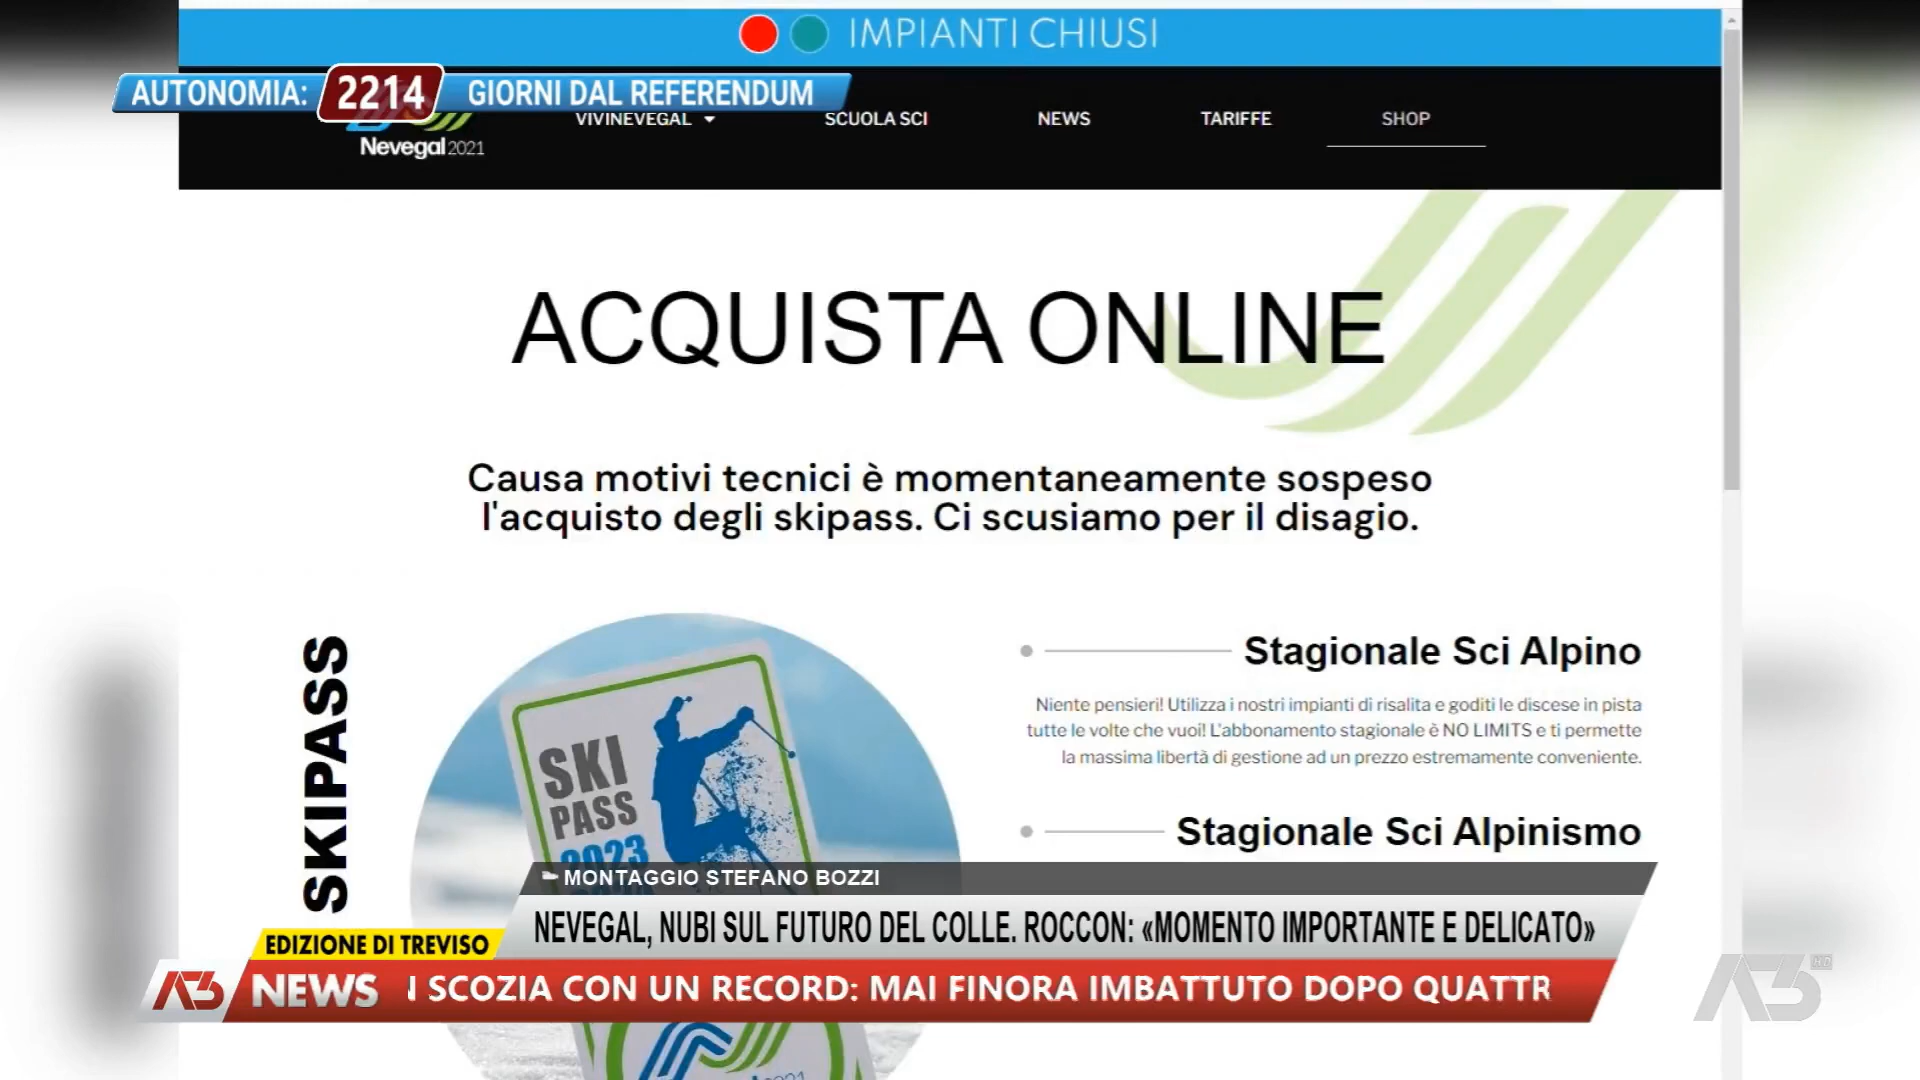 IMPIANTI CHIUSI
AUTONOMIA: 2214 GIORNI DAL REFERENDUM
VIVINEVEGAL SCUOLA SCI NEWS TARIFFE SHOP
Nevegal 2021
ACQUISTA ONLINE
Causa motivi tecnici è momentaneamente sospeso
l'acquisto degli skipass. Ci scusiamo per il disagio.
SKIPASS
SKI
PASS
2023
Stagionale Sci Alpino
Niente pensieri! Utilizza i nostri impianti di risalita e goditi le discese in pista
tutte le volte che vuoi! L'abbonamento stagionale è NO LIMITS e ti permette
la massima libertà di gestione ad un prezzo estremamente conveniente.
Stagionale Sci Alpinismo
MONTAGGIO STEFANO BOZZI
NEVEGAL, NUBI SUL FUTURO DEL COLLE. ROCCON: «MOMENTO IMPORTANTE E DELICATO»
EDIZIONE DI TREVISO
A3 NEWS SCOZIA CON UN RECORD: MAI FINORA IMBATTUTO DOPO QUATTR
A3 HD